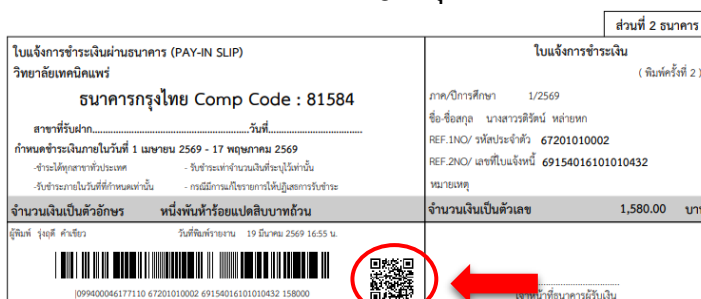 ส่วนที่ 2 ธนาคาร
ใบแจ้งการชำระเงินผ่านธนาคาร (PAY-IN SLIP)
วิทยาลัยเทคนิคแพร่
ธนาคารกรุงไทย Comp Code : 81584
สาขาที่รับฝาก..................................................วันที่..............................
กำหนดชำระเงินภายในวันที่ 1 เมษายน 2569 - 17 พฤษภาคม 2569
-ชำระได้ทุกสาขาทั่วประเทศ - รับชำระเท่าจำนวนเงินที่ระบุไว้เท่านั้น
-รับชำระภายในวันที่ที่กำหนดเท่านั้น - กรณีมีการแก้ไขรายการให้ปฏิเสธการรับชำระ
จำนวนเงินเป็นตัวอักษร หนึ่งพันห้าร้อยแปดสิบบาทถ้วน
ผู้พิมพ์ รุ่งฤดี คำเขียว วันที่พิมพ์รายงาน 19 มีนาคม 2569 16:55 น.
|099400046177110 67201010002 69154016101010432 158000
ใบแจ้งการชำระเงิน
( พิมพ์ครั้งที่ 2 )
ภาค/ปีการศึกษา 1/2569
ชื่อ-ชื่อสกุล นางสาวรติรัตน์ หล่ายหก
REF.1NO/ รหัสประจำตัว 67201010002
REF.2NO/ เลขที่ใบแจ้งหนี้ 69154016101010432
หมายเหตุ
จำนวนเงินเป็นตัวเลข 1,580.00 บาท
เจ้าหน้าที่ธนาคารผู้รับเงิน